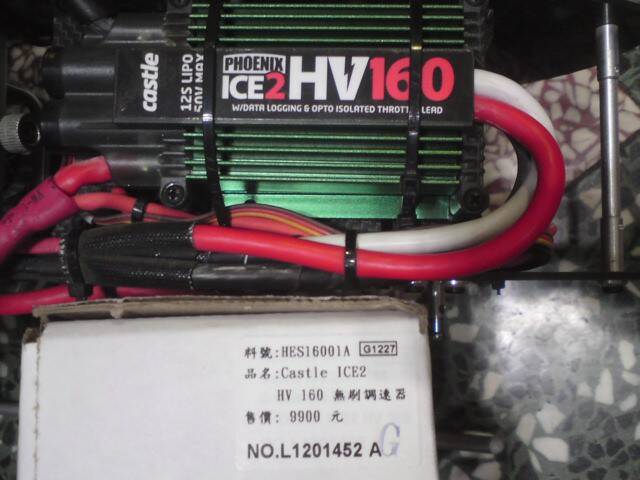 castle
12S LIPO
50V MAX
PHOENIX
ICE2 HV160
W/DATA LOGGING & OPTO ISOLATED THROTTLE LEAD
料號:HES16001A G1227
品名:Castle ICE2
HV 160 無刷調速器
售價: 9900 元
NO.L1201452 A G